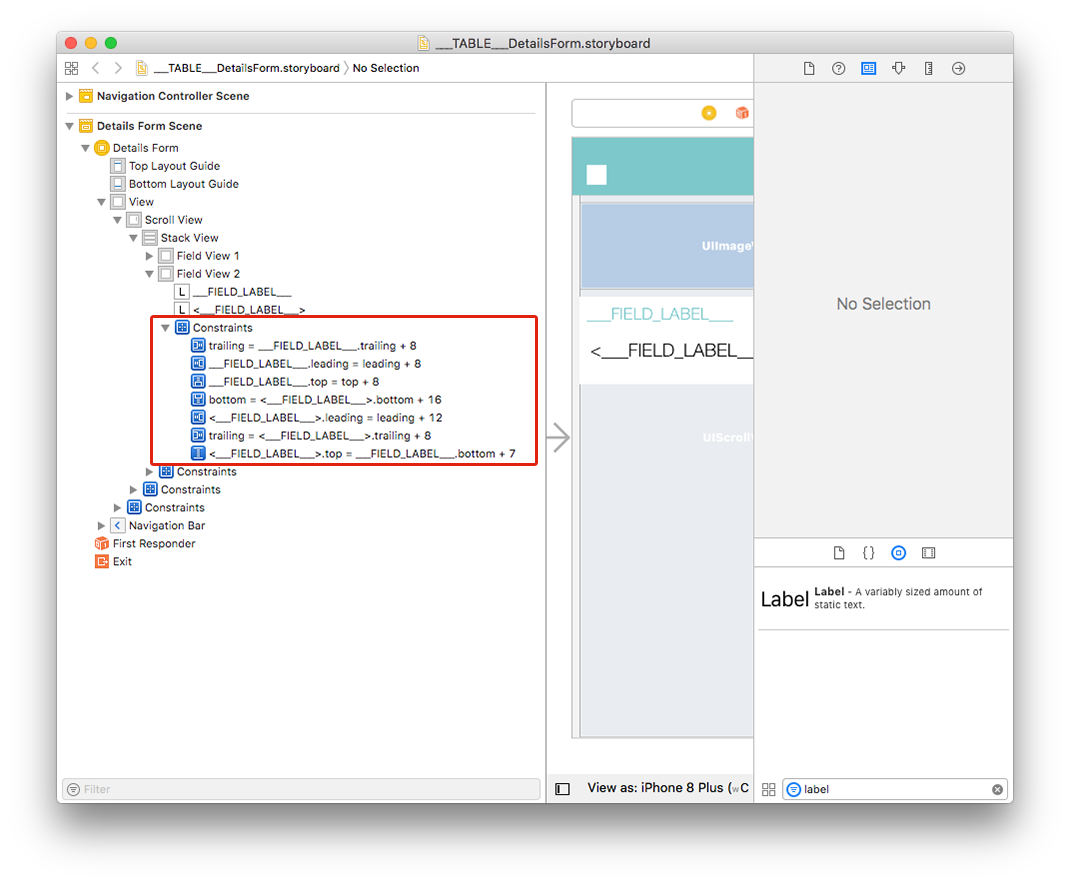 ___TABLE___DetailsForm.storyboard
___TABLE___DetailsForm.storyboard 〉 No Selection
Navigation Controller Scene
Details Form Scene
Details Form
Top Layout Guide
Bottom Layout Guide
View
Scroll View
Stack View
Field View 1
Field View 2
L ___FIELD_LABEL___
L <___FIELD_LABEL___>
Constraints
trailing = ___FIELD_LABEL___.trailing + 8
___FIELD_LABEL___.leading = leading + 8
___FIELD_LABEL___.top = top + 8
bottom = <___FIELD_LABEL___>.bottom + 16
<___FIELD_LABEL___>.leading = leading + 12
trailing = <___FIELD_LABEL___>.trailing + 8
<___FIELD_LABEL___>.top = ___FIELD_LABEL___.bottom + 7
Constraints
Constraints
Constraints
Navigation Bar
First Responder
Exit
Filter
UIImageV
___FIELD_LABEL___
<___FIELD_LABEL__
UIScrollV
View as: iPhone 8 Plus (wC
No Selection
{}
Label
Label - A variably sized amount of
static text.
label